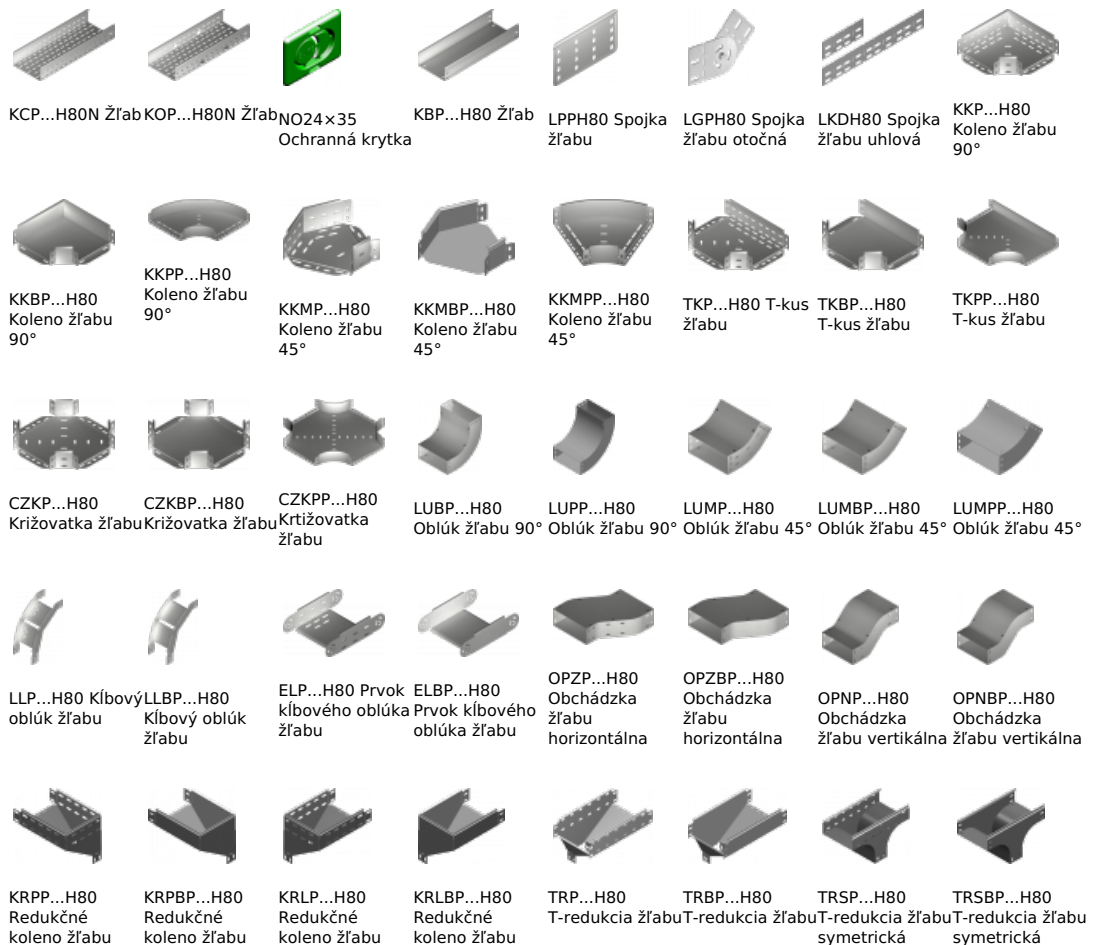 KCP...H80N Žľab
KOP...H80N Žľab
NO24×35
Ochranná krytka
KBP...H80 Žľab
LPPH80 Spojka
žľabu
LGPH80 Spojka
žľabu otočná
LKDH80 Spojka
žľabu uhlová
KKP...H80
Koleno žľabu
90°
KKBP...H80
Koleno žľabu
90°
KKPP...H80
Koleno žľabu
90°
KKMP...H80
Koleno žľabu
45°
KKMBP...H80
Koleno žľabu
45°
KKMPP...H80
Koleno žľabu
45°
TKP...H80 T-kus
žľabu
TKBP...H80
T-kus žľabu
TKPP...H80
T-kus žľabu
CZKP...H80
Križovatka žľabu
CZKBP...H80
Križovatka žľabu
CZKPP...H80
Krtižovatka
žľabu
LUBP...H80
Oblúk žľabu 90°
LUPP...H80
Oblúk žľabu 90°
LUMP...H80
Oblúk žľabu 45°
LUMBP...H80
Oblúk žľabu 45°
LUMPP...H80
Oblúk žľabu 45°
LLP...H80 Kĺbový
oblúk žľabu
LLBP...H80
Kĺbový oblúk
žľabu
ELP...H80 Prvok
kĺbového oblúka
žľabu
ELBP...H80
Prvok kĺbového
oblúka žľabu
OPZP...H80
Obchádzka
žľabu
horizontálna
OPZBP...H80
Obchádzka
žľabu
horizontálna
OPNP...H80
Obchádzka
žľabu vertikálna
OPNBP...H80
Obchádzka
žľabu vertikálna
KRPP...H80
Redukčné
koleno žľabu
KRPBP...H80
Redukčné
koleno žľabu
KRLP...H80
Redukčné
koleno žľabu
KRLBP...H80
Redukčné
koleno žľabu
TRP...H80
T-redukcia žľabu
TRBP...H80
T-redukcia žľabu
TRSP...H80
T-redukcia žľabu
symetrická
TRSBP...H80
T-redukcia žľabu
symetrická